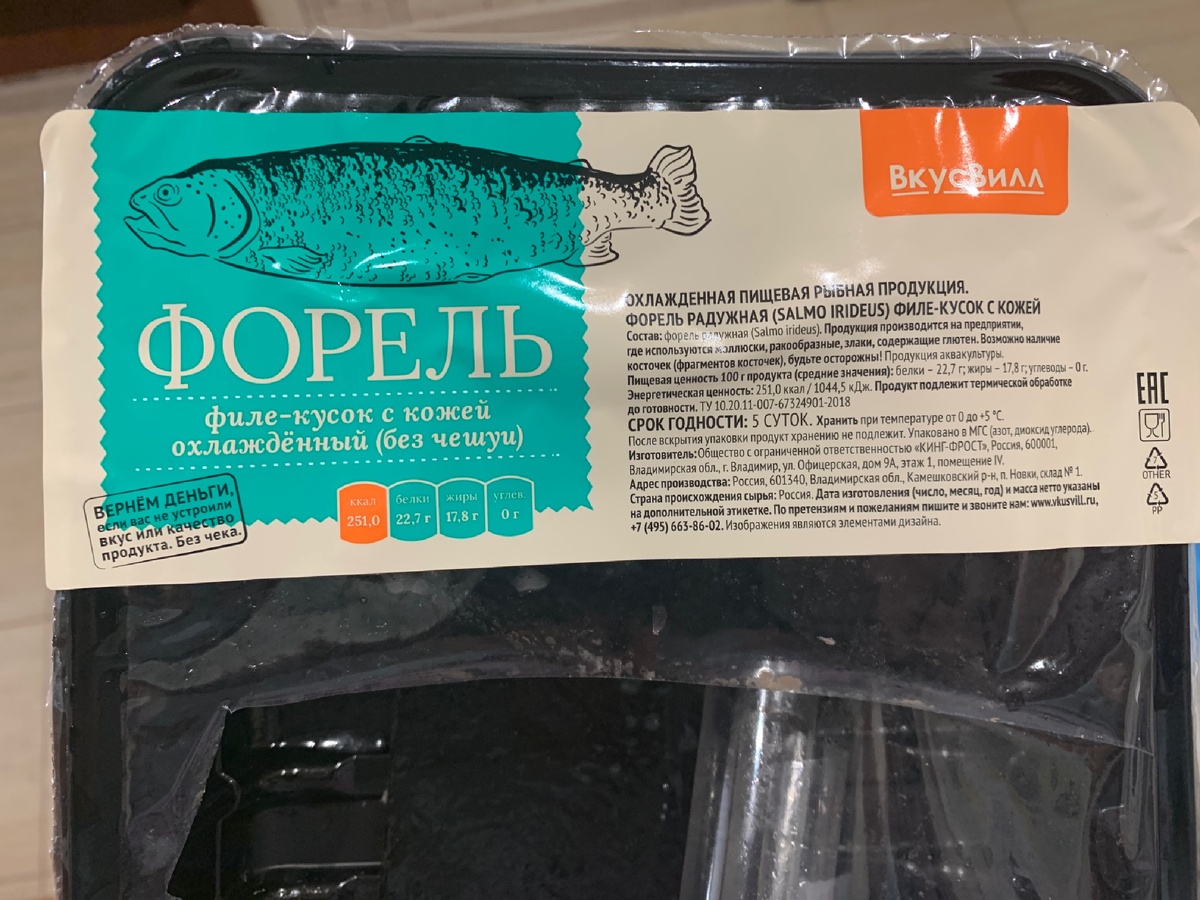 ВкусВилл
ФОРЕЛЬ
филе-кусок с кожей
охлаждённый (без чешуи)
ВЕРНЁМ ДЕНЬГИ,
если вас не устроили
вкус или качество
продукта. Без чека.
ккал
251,0
белки
22,7 г
жиры
17,8 г
углев.
0 г
ОХЛАЖДЕННАЯ ПИЩЕВАЯ РЫБНАЯ ПРОДУКЦИЯ.
ФОРЕЛЬ РАДУЖНАЯ (SALMO IRIDEUS) ФИЛЕ-КУСОК С КОЖЕЙ
Состав: форель радужная (Salmo irideus). Продукция производится на предприятии,
где используются моллюски, ракообразные, злаки, содержащие глютен. Возможно наличие
косточек (фрагментов косточек), будьте осторожны! Продукция аквакультуры.
Пищевая ценность 100 г продукта (средние значения): белки – 22,7 г; жиры – 17,8 г; углеводы – 0 г.
Энергетическая ценность: 251,0 ккал / 1044,5 кДж. Продукт подлежит термической обработке
до готовности. ТУ 10.20.11-007-67324901-2018
СРОК ГОДНОСТИ: 5 СУТОК. Хранить при температуре от 0 до +5 °С.
После вскрытия упаковки продукт хранению не подлежит. Упаковано в МГС (азот, диоксид углерода).
Изготовитель: Общество с ограниченной ответственностью «КИНГ-ФРОСТ», Россия, 600001,
Владимирская обл., г. Владимир, ул. Офицерская, дом 9А, этаж 1, помещение IV.
Адрес производства: Россия, 601340, Владимирская обл., Камешковский р-н, п. Новки, склад № 1.
Страна происхождения сырья: Россия. Дата изготовления (число, месяц, год) и масса нетто указаны
на дополнительной этикетке. По претензиям и пожеланиям пишите и звоните нам: www.vkusvill.ru,
+7 (495) 663-86-02. Изображения являются элементами дизайна.
ЕАС
7
OTHER
5
PP